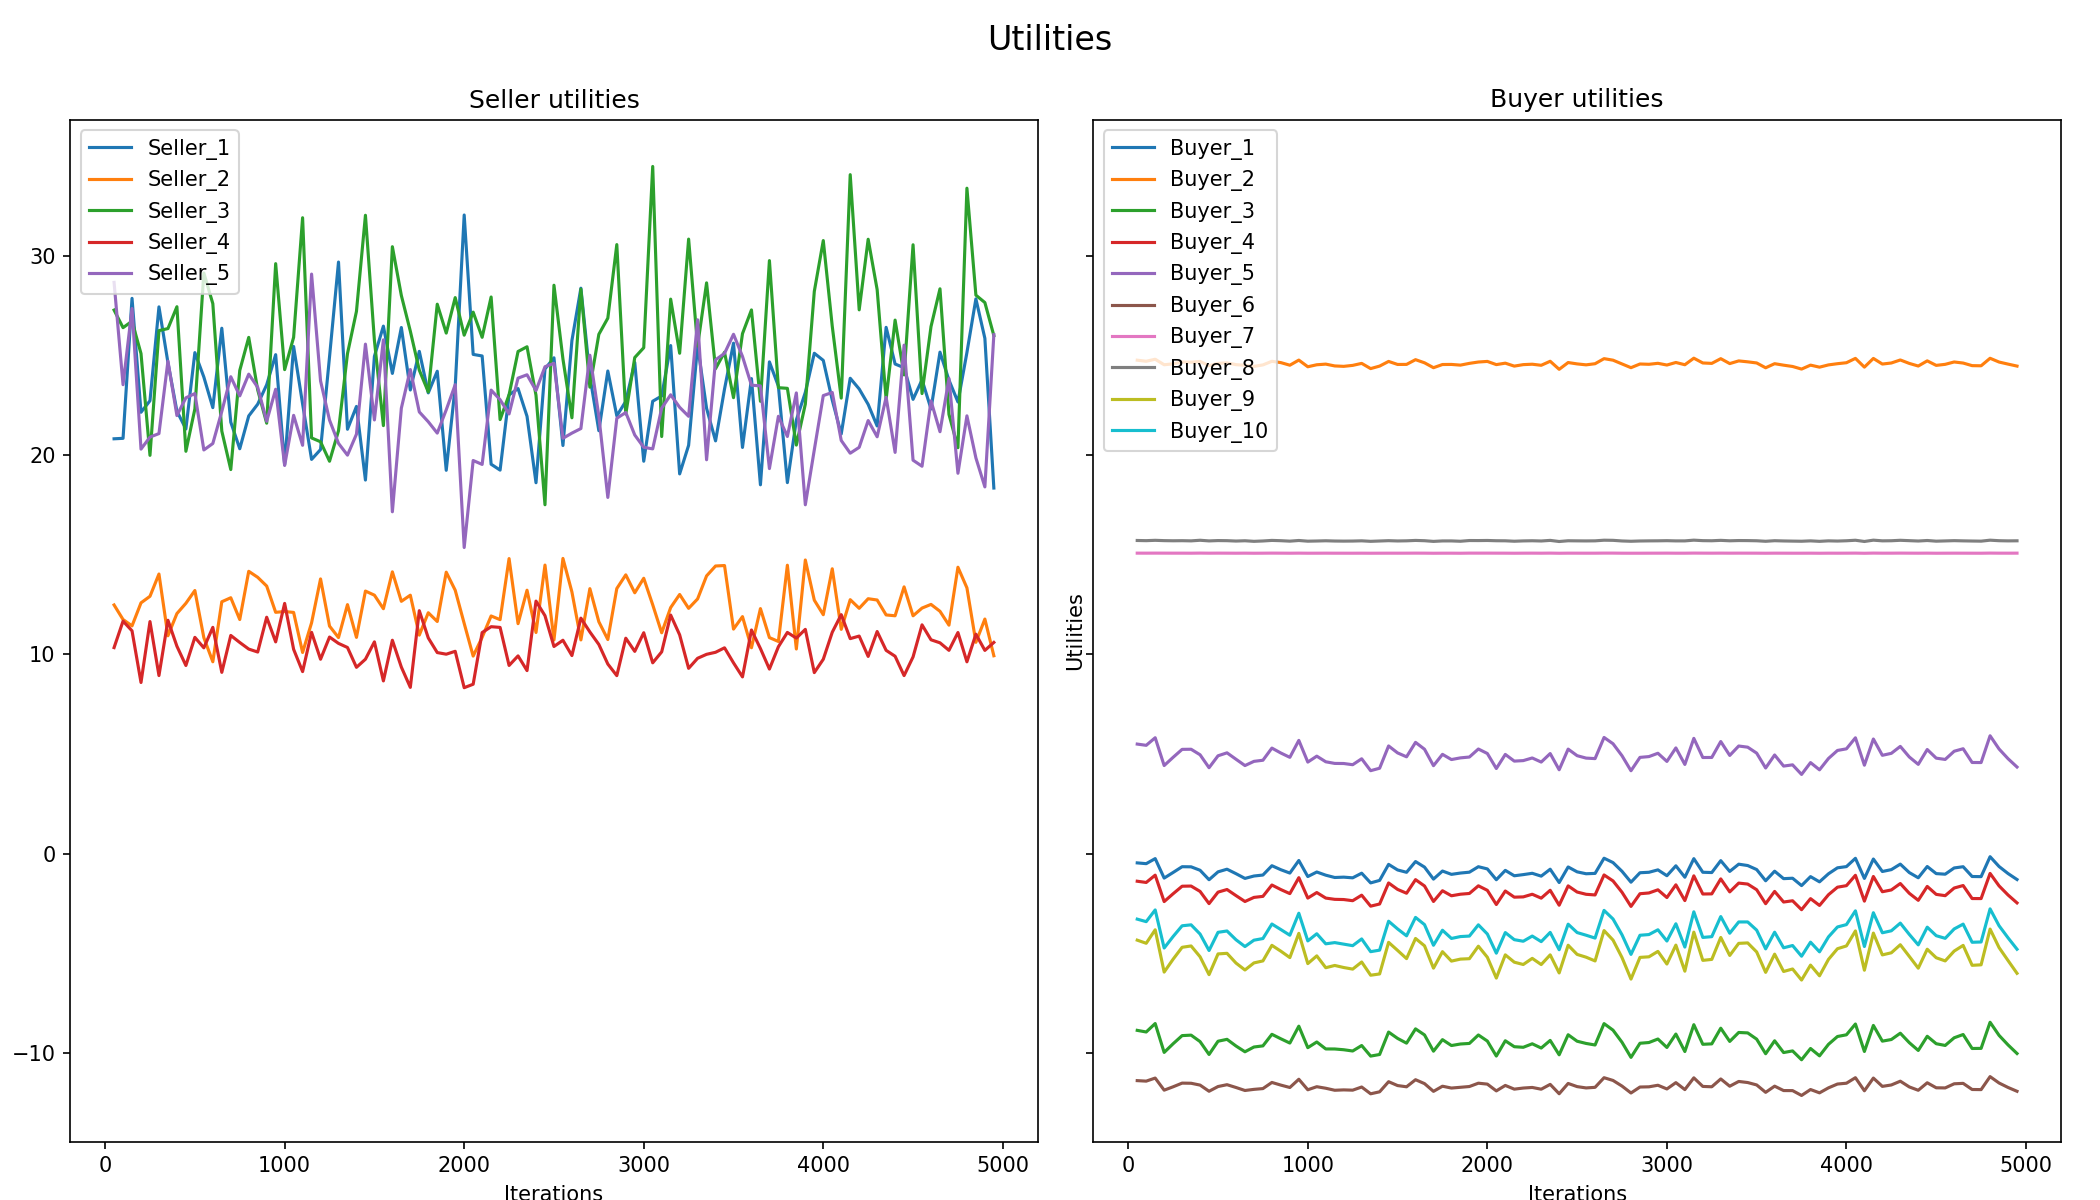 Utilities
Seller utilities
Seller_1
Seller_2
Seller_3
Seller_4
Seller_5
30
20
10
0
−10
0 1000 2000 3000 4000 5000
Iterations
Buyer utilities
Buyer_1
Buyer_2
Buyer_3
Buyer_4
Buyer_5
Buyer_6
Buyer_7
Buyer_8
Buyer_9
Buyer_10
Utilities
0 1000 2000 3000 4000 5000
Iterations